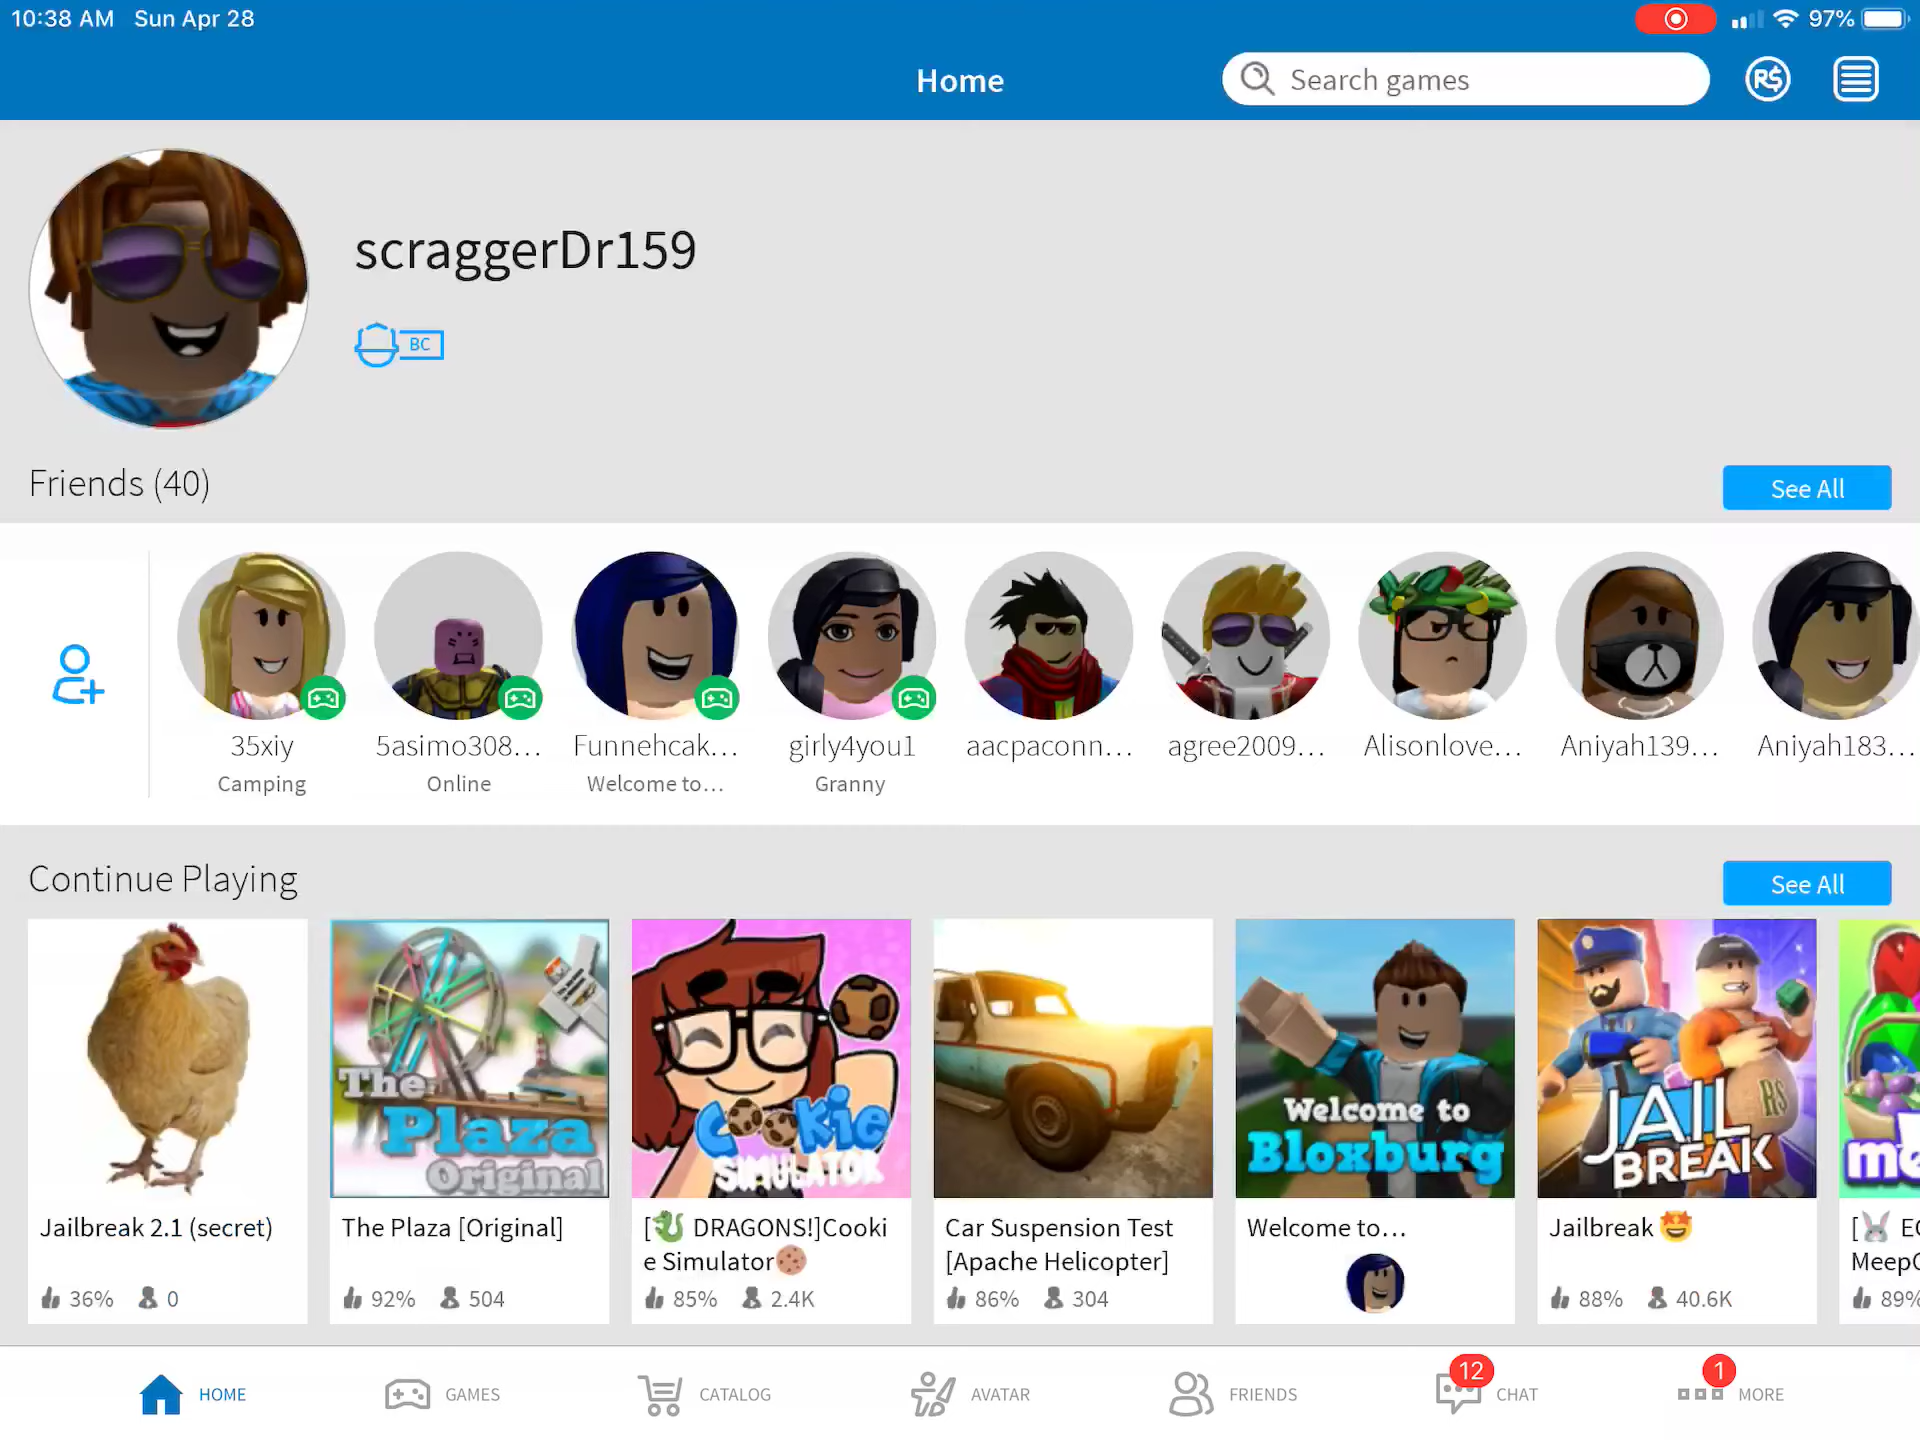 10:38 AM Sun Apr 28
97%
Home
Search games
R$
scraggerDr159
BC
Friends (40)
See All
35xiy
5asimo308...
Funnehcak...
girly4you1
aacpaconn...
agree2009...
Alisonlove...
Aniyah139...
Aniyah183...
Camping
Online
Welcome to...
Granny
Continue Playing
See All
The
Plaza
Original
Cookie
SIMULATOR
Welcome to
Bloxburg
JAIL
BREAK
R$
me
Jailbreak 2.1 (secret)
36% 0
The Plaza [Original]
92% 504
[🐉 DRAGONS!]Cooki
e Simulator🍪
85% 2.4K
Car Suspension Test
[Apache Helicopter]
86% 304
Welcome to...
Jailbreak 🤩
88% 40.6K
[🐰
89%
HOME
GAMES
CATALOG
AVATAR
FRIENDS
12
CHAT
1
MORE